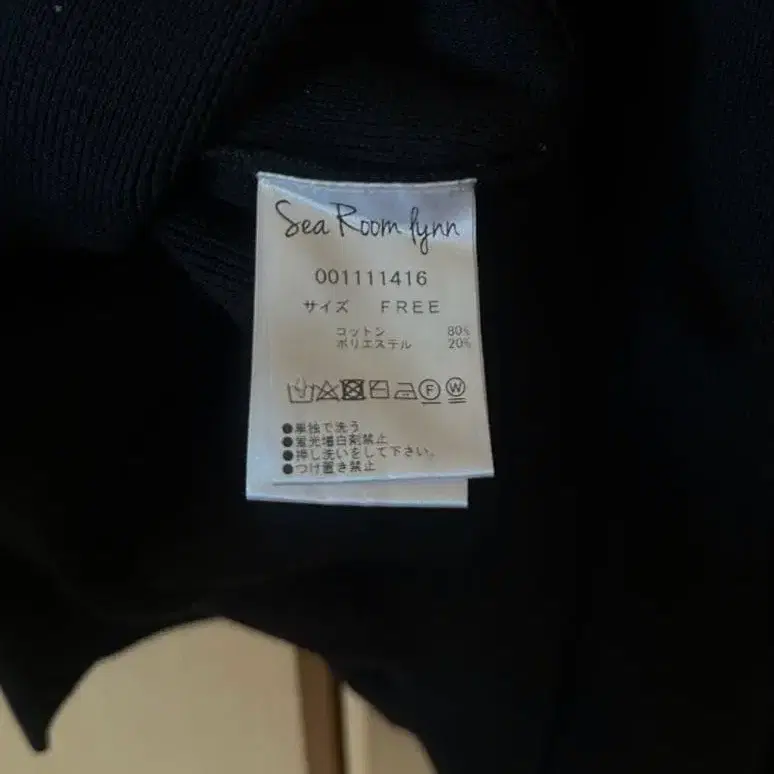 Sea Room lynn
001111416
サイズ FREE
コットン 80%
ポリエステル 20%
F W
●単独で洗う
●蛍光増白剤禁止
●押し洗いをして下さい。
●つけ置き禁止